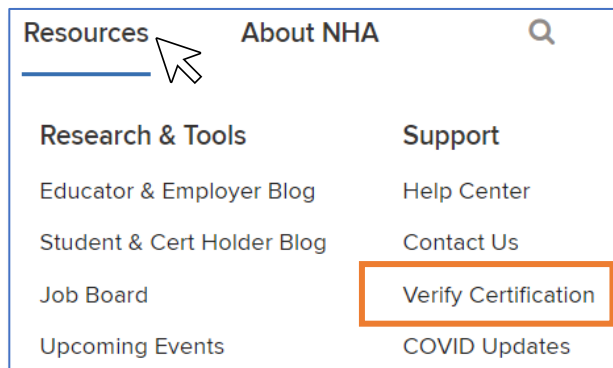 Resources About NHA
Research & Tools Support
Educator & Employer Blog Help Center
Student & Cert Holder Blog Contact Us
Job Board Verify Certification
Upcoming Events COVID Updates